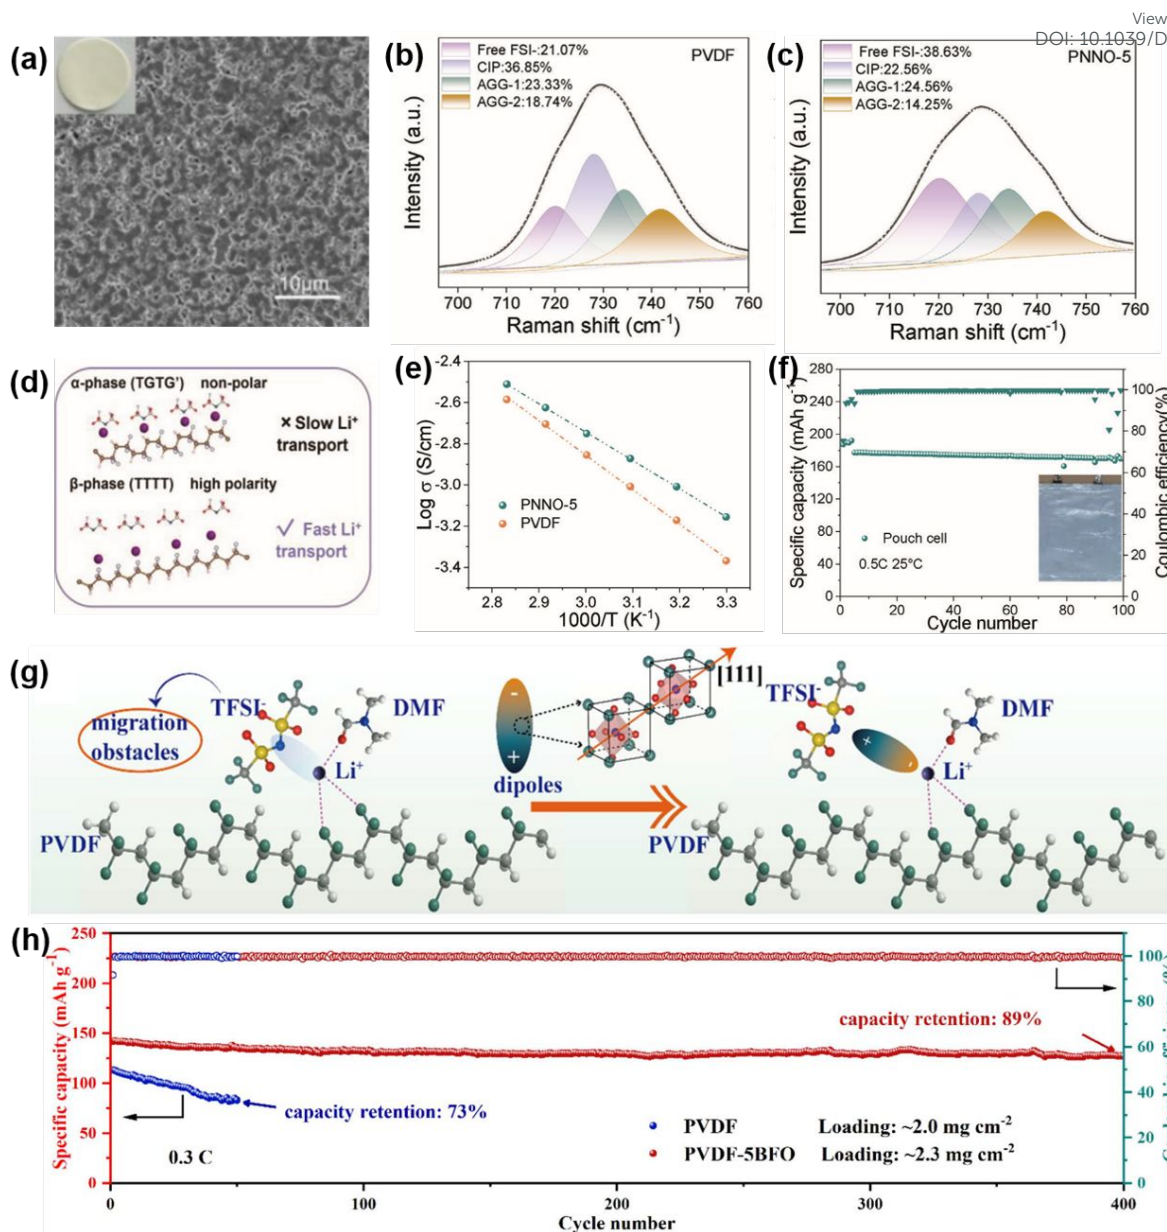 View
DOI: 10.1039/D
(a)
10μm
(b)
Free FSI-:21.07%
CIP:36.85%
AGG-1:23.33%
AGG-2:18.74%
PVDF
Intensity (a.u.)
700 710 720 730 740 750 760
Raman shift (cm⁻¹)
(c)
Free FSI-:38.63%
CIP:22.56%
AGG-1:24.56%
AGG-2:14.25%
PNNO-5
Intensity (a.u.)
700 710 720 730 740 750 760
Raman shift (cm⁻¹)
(d)
α-phase (TGTG') non-polar
× Slow Li⁺
transport
β-phase (TTTT) high polarity
√ Fast Li⁺
transport
(e)
Log σ (S/cm)
-2.4
-2.6
-2.8
-3.0
-3.2
-3.4
PNNO-5
PVDF
2.8 2.9 3.0 3.1 3.2 3.3
1000/T (K⁻¹)
(f)
Specific capacity (mAh g⁻¹)
280
240
200
160
120
80
40
0
Pouch cell
0.5C 25°C
0 20 40 60 80 100
Cycle number
100
80
60
40
20
0
Coulombic efficiency(%)
(g)
migration
obstacles
TFSI⁻
DMF
Li⁺
PVDF
-
+
dipoles
[111]
TFSI⁻
DMF
+
-
Li⁺
PVDF
(h)
Specific capacity (mAh g⁻¹)
250
200
150
100
50
0
capacity retention: 89%
capacity retention: 73%
0.3 C
PVDF Loading: ~2.0 mg cm⁻²
PVDF-5BFO Loading: ~2.3 mg cm⁻²
0 100 200 300 400
Cycle number
100
80
60
40
20
0